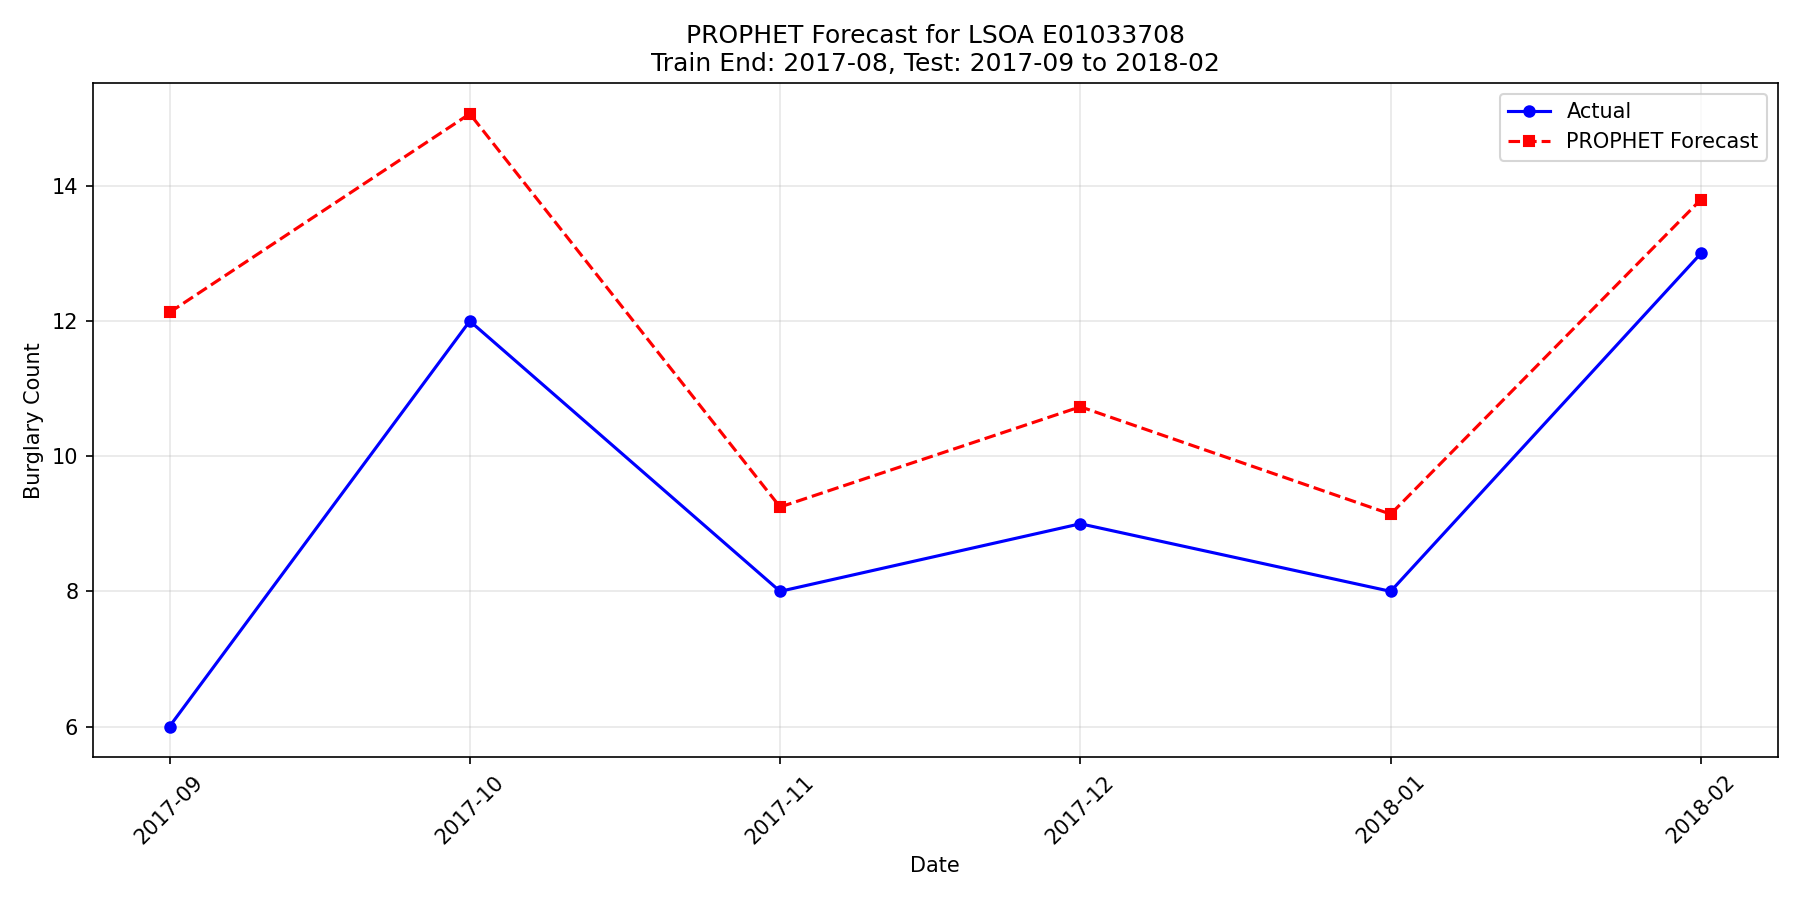 PROPHET Forecast for LSOA E01033708
Train End: 2017-08, Test: 2017-09 to 2018-02
Actual
PROPHET Forecast
Burglary Count
14
12
10
8
6
2017-09
2017-10
2017-11
2017-12
2018-01
2018-02
Date